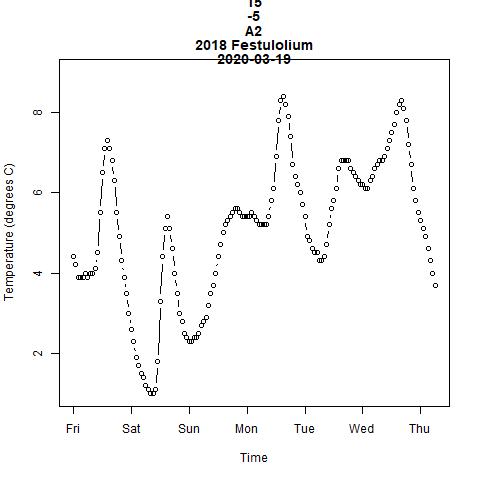 15
-5
A2
2018 Festulolium
2020-03-19
Temperature (degrees C)
8
6
4
2
Fri Sat Sun Mon Tue Wed Thu
Time